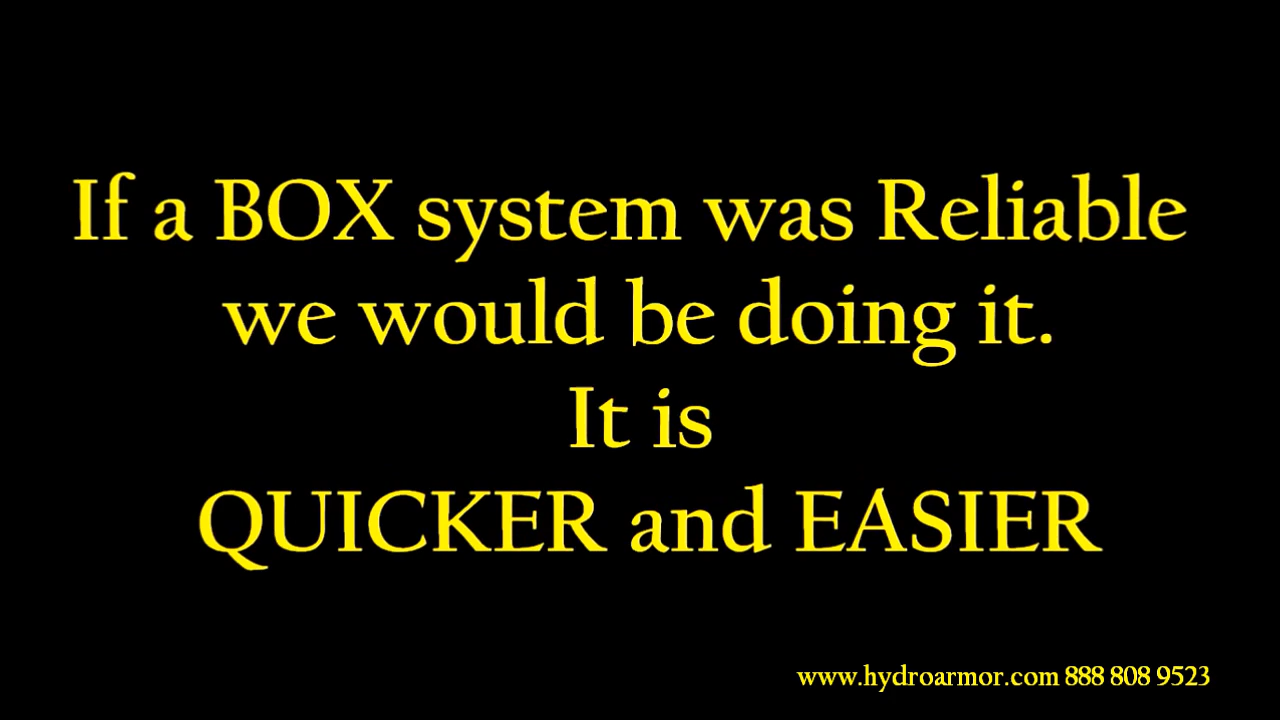 If a BOX system was Reliable
we would be doing it.
It is
QUICKER and EASIER
www.hydroarmor.com 888 808 9523